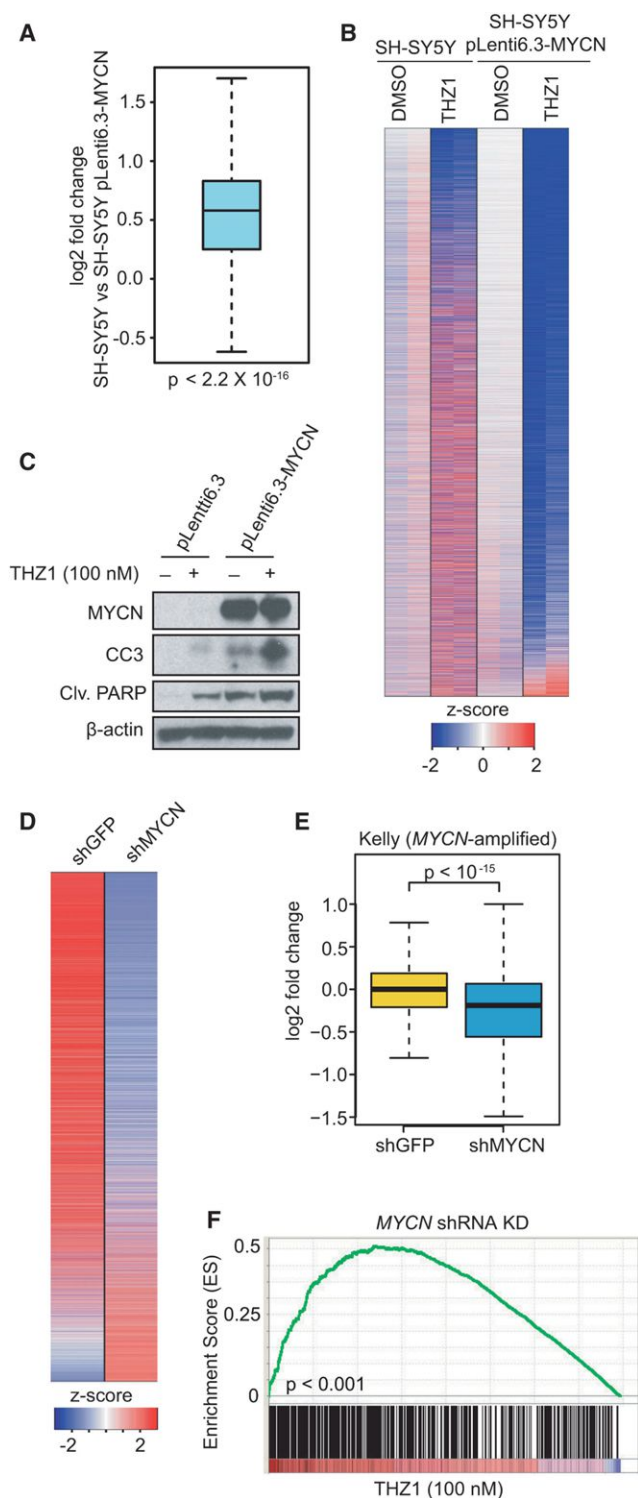 A
log2 fold change
SH-SY5Y vs SH-SY5Y pLenti6.3-MYCN
1.5
1.0
0.5
0.0
-0.5
p < 2.2 X 10-16
B
SH-SY5Y
SH-SY5Y
pLenti6.3-MYCN
DMSO
THZ1
DMSO
THZ1
z-score
-2 0 2
C
pLentti6.3
pLenti6.3-MYCN
THZ1 (100 nM) – + – +
MYCN
CC3
Clv. PARP
β-actin
D
shGFP
shMYCN
z-score
-2 0 2
E
Kelly (MYCN-amplified)
p < 10-15
log2 fold change
1.0
0.5
0.0
−0.5
−1.0
−1.5
shGFP shMYCN
F
MYCN shRNA KD
Enrichment Score (ES)
0.5
0.25
0
p < 0.001
THZ1 (100 nM)